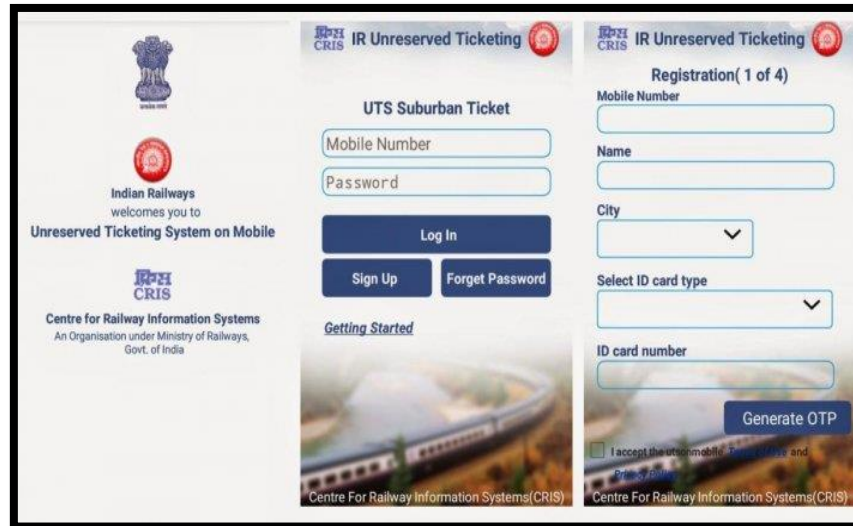 Indian Railways
welcomes you to
Unreserved Ticketing System on Mobile
क्रिस
CRIS
Centre for Railway Information Systems
An Organisation under Ministry of Railways,
Govt. of India
क्रिस
CRIS
IR Unreserved Ticketing
UTS Suburban Ticket
Mobile Number
Password
Log In
Sign Up
Forget Password
Getting Started
Centre For Railway Information Systems(CRIS)
क्रिस
CRIS
IR Unreserved Ticketing
Registration( 1 of 4)
Mobile Number
Name
City
Select ID card type
ID card number
Generate OTP
I accept the utsonmobile and
Centre For Railway Information Systems(CRIS)